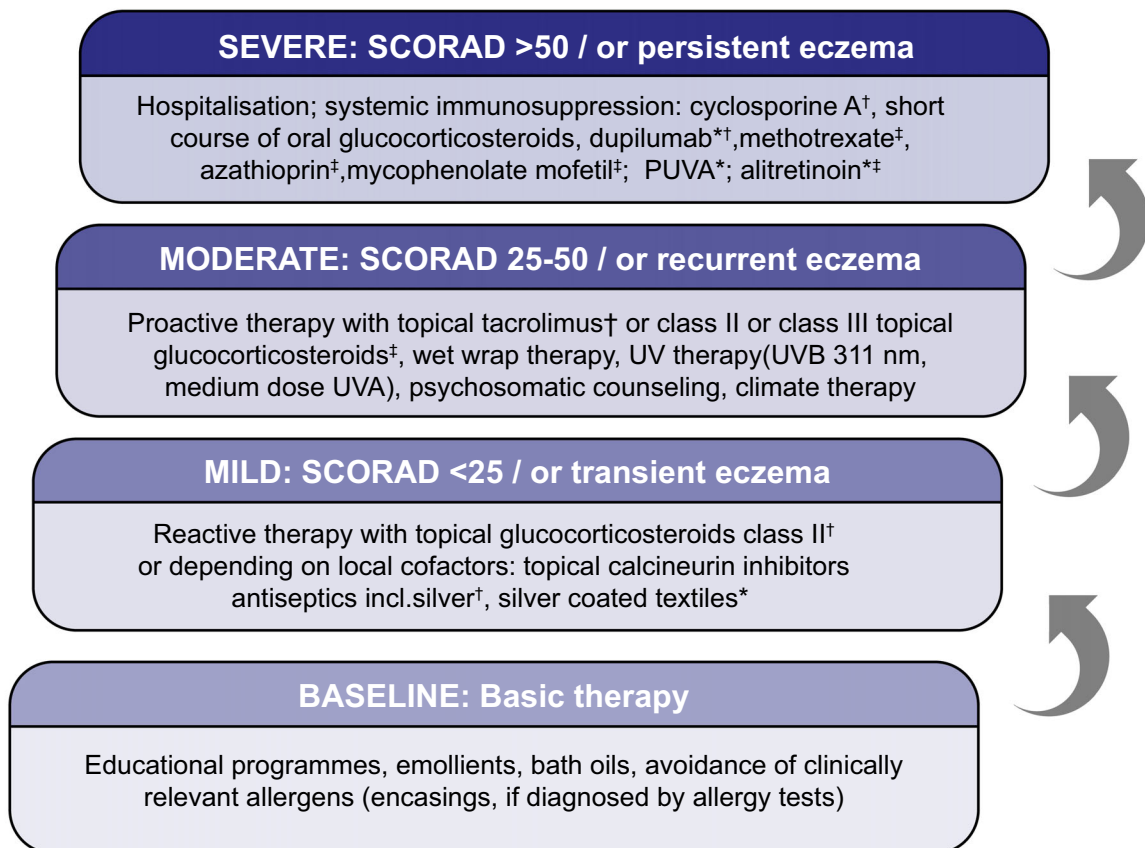 SEVERE: SCORAD >50 / or persistent eczema
Hospitalisation; systemic immunosuppression: cyclosporine A†, short
course of oral glucocorticosteroids, dupilumab*†,methotrexate‡,
azathioprin‡,mycophenolate mofetil‡;  PUVA*; alitretinoin*‡
MODERATE: SCORAD 25-50 / or recurrent eczema
Proactive therapy with topical tacrolimus† or class II or class III topical
glucocorticosteroids‡, wet wrap therapy, UV therapy(UVB 311 nm,
medium dose UVA), psychosomatic counseling, climate therapy
MILD: SCORAD <25 / or transient eczema
Reactive therapy with topical glucocorticosteroids class II†
or depending on local cofactors: topical calcineurin inhibitors
antiseptics incl.silver†, silver coated textiles*
BASELINE: Basic therapy
Educational programmes, emollients, bath oils, avoidance of clinically
relevant allergens (encasings, if diagnosed by allergy tests)